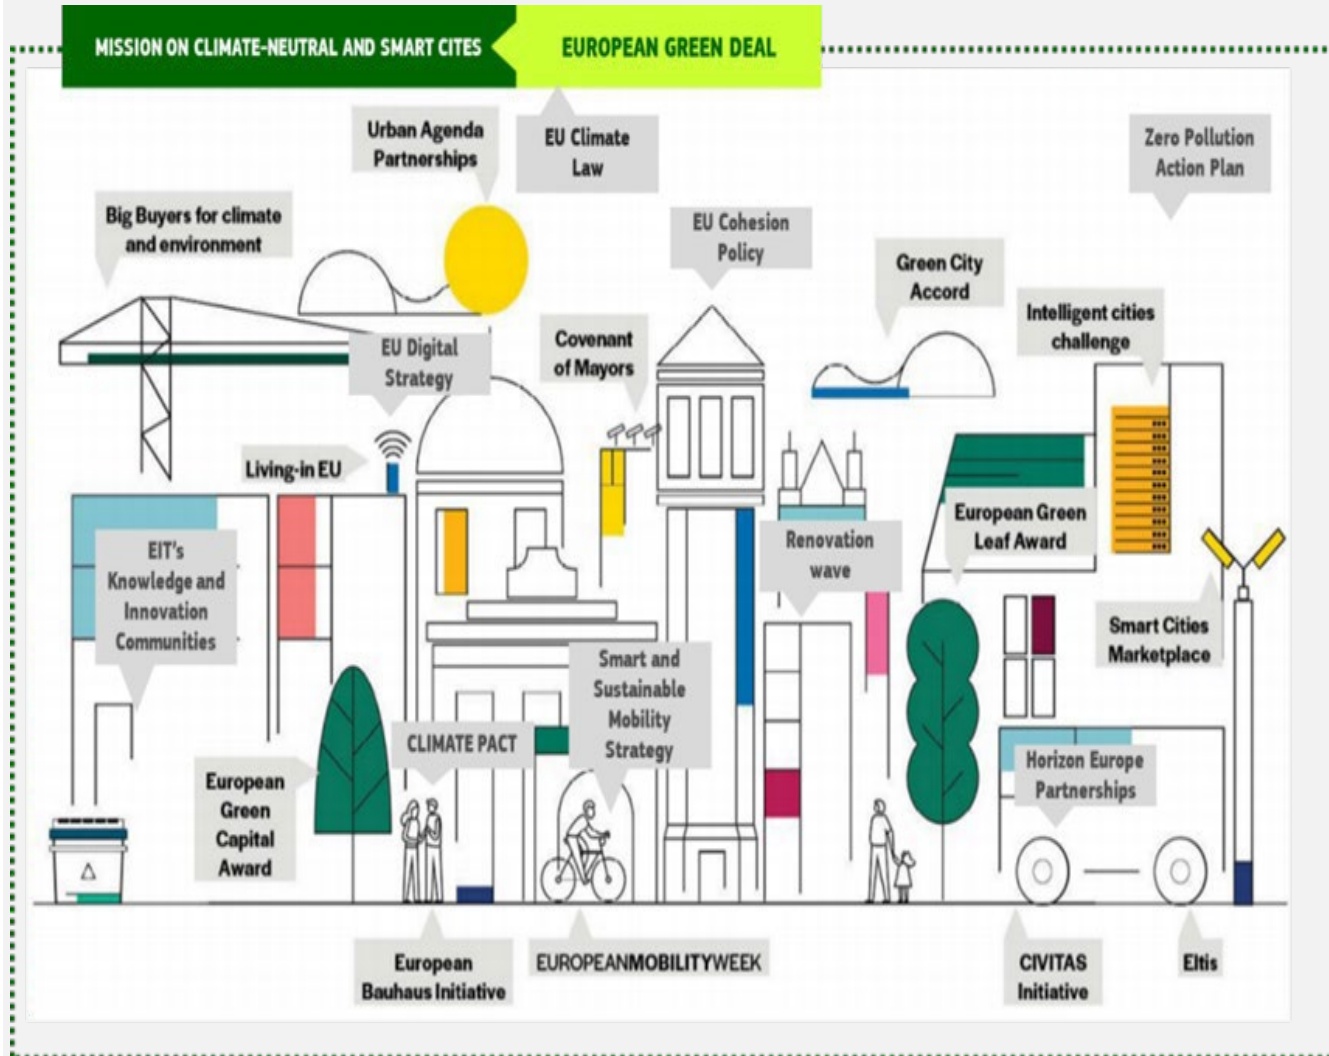 MISSION ON CLIMATE-NEUTRAL AND SMART CITES
EUROPEAN GREEN DEAL
Urban Agenda
Partnerships
EU Climate
Law
Zero Pollution
Action Plan
Big Buyers for climate
and environment
EU Cohesion
Policy
Green City
Accord
Intelligent cities
challenge
EU Digital
Strategy
Covenant
of Mayors
Living-in EU
European Green
Leaf Award
EIT's
Knowledge and
Innovation
Communities
Renovation
wave
Smart Cities
Marketplace
Smart and
Sustainable
Mobility
Strategy
CLIMATE PACT
European
Green
Capital
Award
Horizon Europe
Partnerships
European
Bauhaus Initiative
EUROPEANMOBILITYWEEK
CIVITAS
Initiative
Eltis